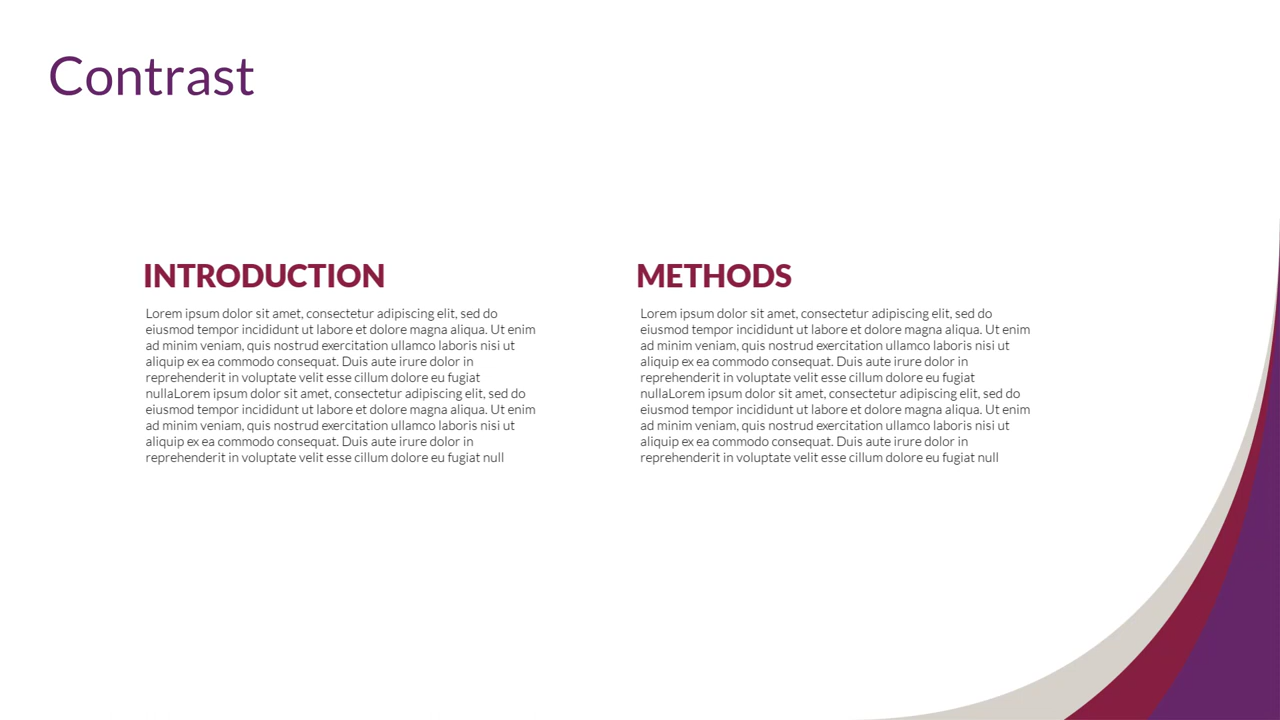 Contrast
INTRODUCTION
Lorem ipsum dolor sit amet, consectetur adipiscing elit, sed do
eiusmod tempor incididunt ut labore et dolore magna aliqua. Ut enim
ad minim veniam, quis nostrud exercitation ullamco laboris nisi ut
aliquip ex ea commodo consequat. Duis aute irure dolor in
reprehenderit in voluptate velit esse cillum dolore eu fugiat
nullaLorem ipsum dolor sit amet, consectetur adipiscing elit, sed do
eiusmod tempor incididunt ut labore et dolore magna aliqua. Ut enim
ad minim veniam, quis nostrud exercitation ullamco laboris nisi ut
aliquip ex ea commodo consequat. Duis aute irure dolor in
reprehenderit in voluptate velit esse cillum dolore eu fugiat null
METHODS
Lorem ipsum dolor sit amet, consectetur adipiscing elit, sed do
eiusmod tempor incididunt ut labore et dolore magna aliqua. Ut enim
ad minim veniam, quis nostrud exercitation ullamco laboris nisi ut
aliquip ex ea commodo consequat. Duis aute irure dolor in
reprehenderit in voluptate velit esse cillum dolore eu fugiat
nullaLorem ipsum dolor sit amet, consectetur adipiscing elit, sed do
eiusmod tempor incididunt ut labore et dolore magna aliqua. Ut enim
ad minim veniam, quis nostrud exercitation ullamco laboris nisi ut
aliquip ex ea commodo consequat. Duis aute irure dolor in
reprehenderit in voluptate velit esse cillum dolore eu fugiat null